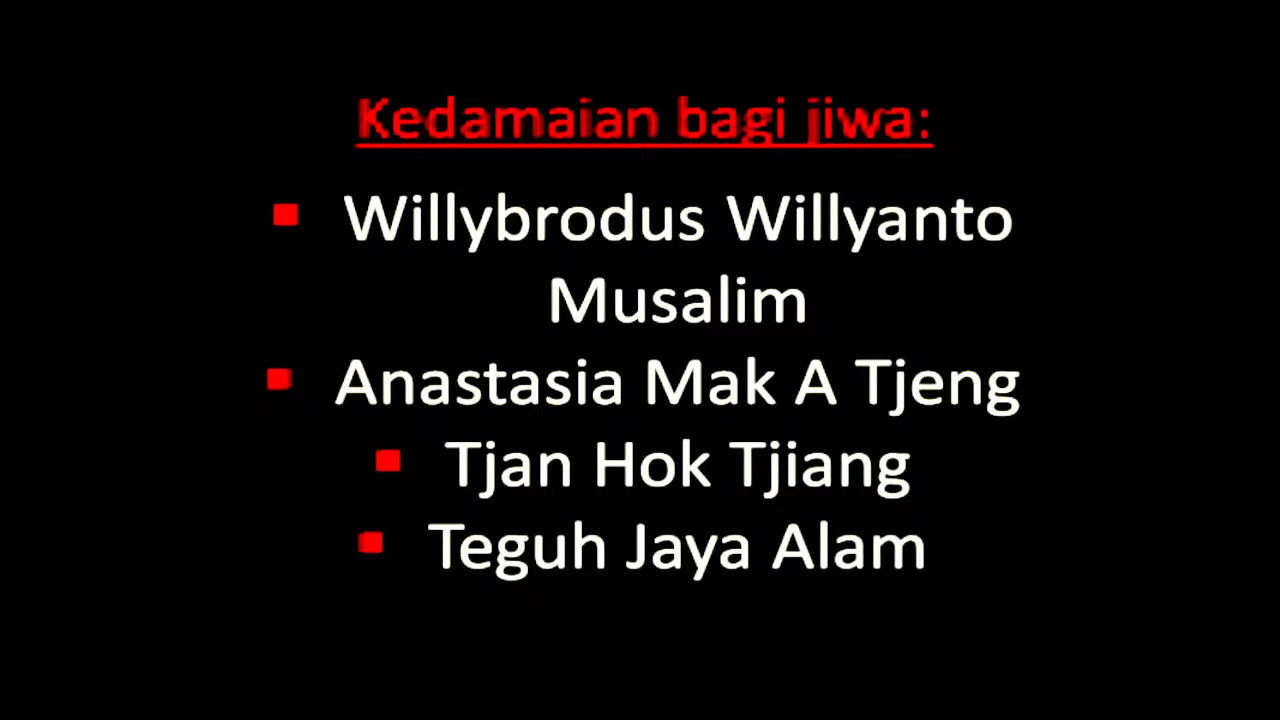 Kedamaian bagi jiwa:
▪ Willybrodus Willyanto
Musalim
▪ Anastasia Mak A Tjeng
▪ Tjan Hok Tjiang
▪ Teguh Jaya Alam